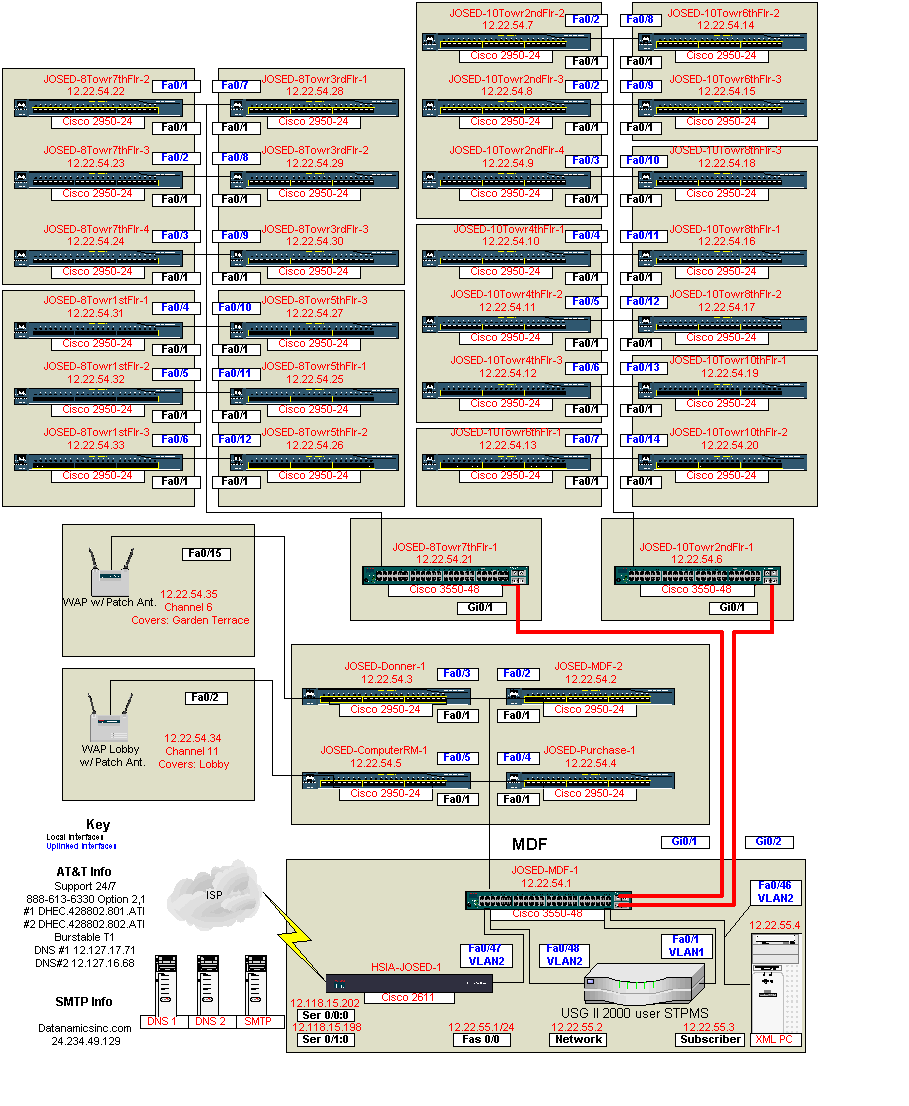 JOSED-10Towr2ndFlr-2
12.22.54.7
Fa0/2
Cisco 2950-24
Fa0/1
JOSED-10Towr2ndFlr-3
12.22.54.8
Fa0/2
Cisco 2950-24
Fa0/1
JOSED-10Towr2ndFlr-4
12.22.54.9
Fa0/3
Cisco 2950-24
Fa0/1
JOSED-10Towr4thFlr-1
12.22.54.10
Fa0/4
Cisco 2950-24
Fa0/1
JOSED-10Towr4thFlr-2
12.22.54.11
Fa0/5
Cisco 2950-24
Fa0/1
JOSED-10Towr4thFlr-3
12.22.54.12
Fa0/6
Cisco 2950-24
Fa0/1
JOSED-10Towr6thFlr-1
12.22.54.13
Fa0/7
Cisco 2950-24
Fa0/1
JOSED-10Towr6thFlr-2
12.22.54.14
Fa0/8
Cisco 2950-24
Fa0/1
JOSED-10Towr6thFlr-3
12.22.54.15
Fa0/9
Cisco 2950-24
Fa0/1
JOSED-10Towr8thFlr-3
12.22.54.18
Fa0/10
Cisco 2950-24
Fa0/1
JOSED-10Towr8thFlr-1
12.22.54.16
Fa0/11
Cisco 2950-24
Fa0/1
JOSED-10Towr8thFlr-2
12.22.54.17
Fa0/12
Cisco 2950-24
Fa0/1
JOSED-10Towr10thFlr-1
12.22.54.19
Fa0/13
Cisco 2950-24
Fa0/1
JOSED-10Towr10thFlr-2
12.22.54.20
Fa0/14
Cisco 2950-24
Fa0/1
JOSED-8Towr7thFlr-2
12.22.54.22
Fa0/1
Cisco 2950-24
Fa0/1
JOSED-8Towr7thFlr-3
12.22.54.23
Fa0/2
Cisco 2950-24
Fa0/1
JOSED-8Towr7thFlr-4
12.22.54.24
Fa0/3
Cisco 2950-24
Fa0/1
JOSED-8Towr1stFlr-1
12.22.54.31
Fa0/4
Cisco 2950-24
Fa0/1
JOSED-8Towr1stFlr-2
12.22.54.32
Fa0/5
Cisco 2950-24
Fa0/1
JOSED-8Towr1stFlr-3
12.22.54.33
Fa0/6
Cisco 2950-24
Fa0/1
JOSED-8Towr3rdFlr-1
12.22.54.28
Fa0/7
Cisco 2950-24
Fa0/1
JOSED-8Towr3rdFlr-2
12.22.54.29
Fa0/8
Cisco 2950-24
Fa0/1
JOSED-8Towr3rdFlr-3
12.22.54.30
Fa0/9
Cisco 2950-24
Fa0/1
JOSED-8Towr5thFlr-3
12.22.54.27
Fa0/10
Cisco 2950-24
Fa0/1
JOSED-8Towr5thFlr-1
12.22.54.25
Fa0/11
Cisco 2950-24
Fa0/1
JOSED-8Towr5thFlr-2
12.22.54.26
Fa0/12
Cisco 2950-24
Fa0/1
JOSED-8Towr7thFlr-1
12.22.54.21
Cisco 3550-48
Gi0/1
JOSED-10Towr2ndFlr-1
12.22.54.6
Cisco 3550-48
Gi0/1
Fa0/15
WAP w/ Patch Ant.
12.22.54.35
Channel 6
Covers: Garden Terrace
Fa0/2
WAP Lobby
w/ Patch Ant.
12.22.54.34
Channel 11
Covers: Lobby
JOSED-Donner-1
12.22.54.3
Fa0/3
Cisco 2950-24
Fa0/1
JOSED-MDF-2
12.22.54.2
Fa0/2
Cisco 2950-24
Fa0/1
JOSED-ComputerRM-1
12.22.54.5
Fa0/5
Cisco 2950-24
Fa0/1
JOSED-Purchase-1
12.22.54.4
Fa0/4
Cisco 2950-24
Fa0/1
Key
Local Interfaces
Uplinked Interfaces
AT&T Info
Support 24/7
888-613-6330 Option 2,1
#1 DHEC.428802.801.ATI
#2 DHEC.428802.802.ATI
Burstable T1
DNS #1 12.127.17.71
DNS#2 12.127.16.68
SMTP Info
Datanamicsinc.com
24.234.49.129
ISP
DNS 1
DNS 2
SMTP
MDF
Gi0/1
Gi0/2
JOSED-MDF-1
12.22.54.1
Cisco 3550-48
Fa0/46
VLAN2
Fa0/47
VLAN2
Fa0/48
VLAN2
Fa0/1
VLAN1
12.22.55.4
HSIA-JOSED-1
Cisco 2611
12.118.15.202
Ser 0/0:0
12.118.15.198
Ser 0/1:0
12.22.55.1/24
Fas 0/0
USG II 2000 user STPMS
12.22.55.2
Network
12.22.55.3
Subscriber
XML PC